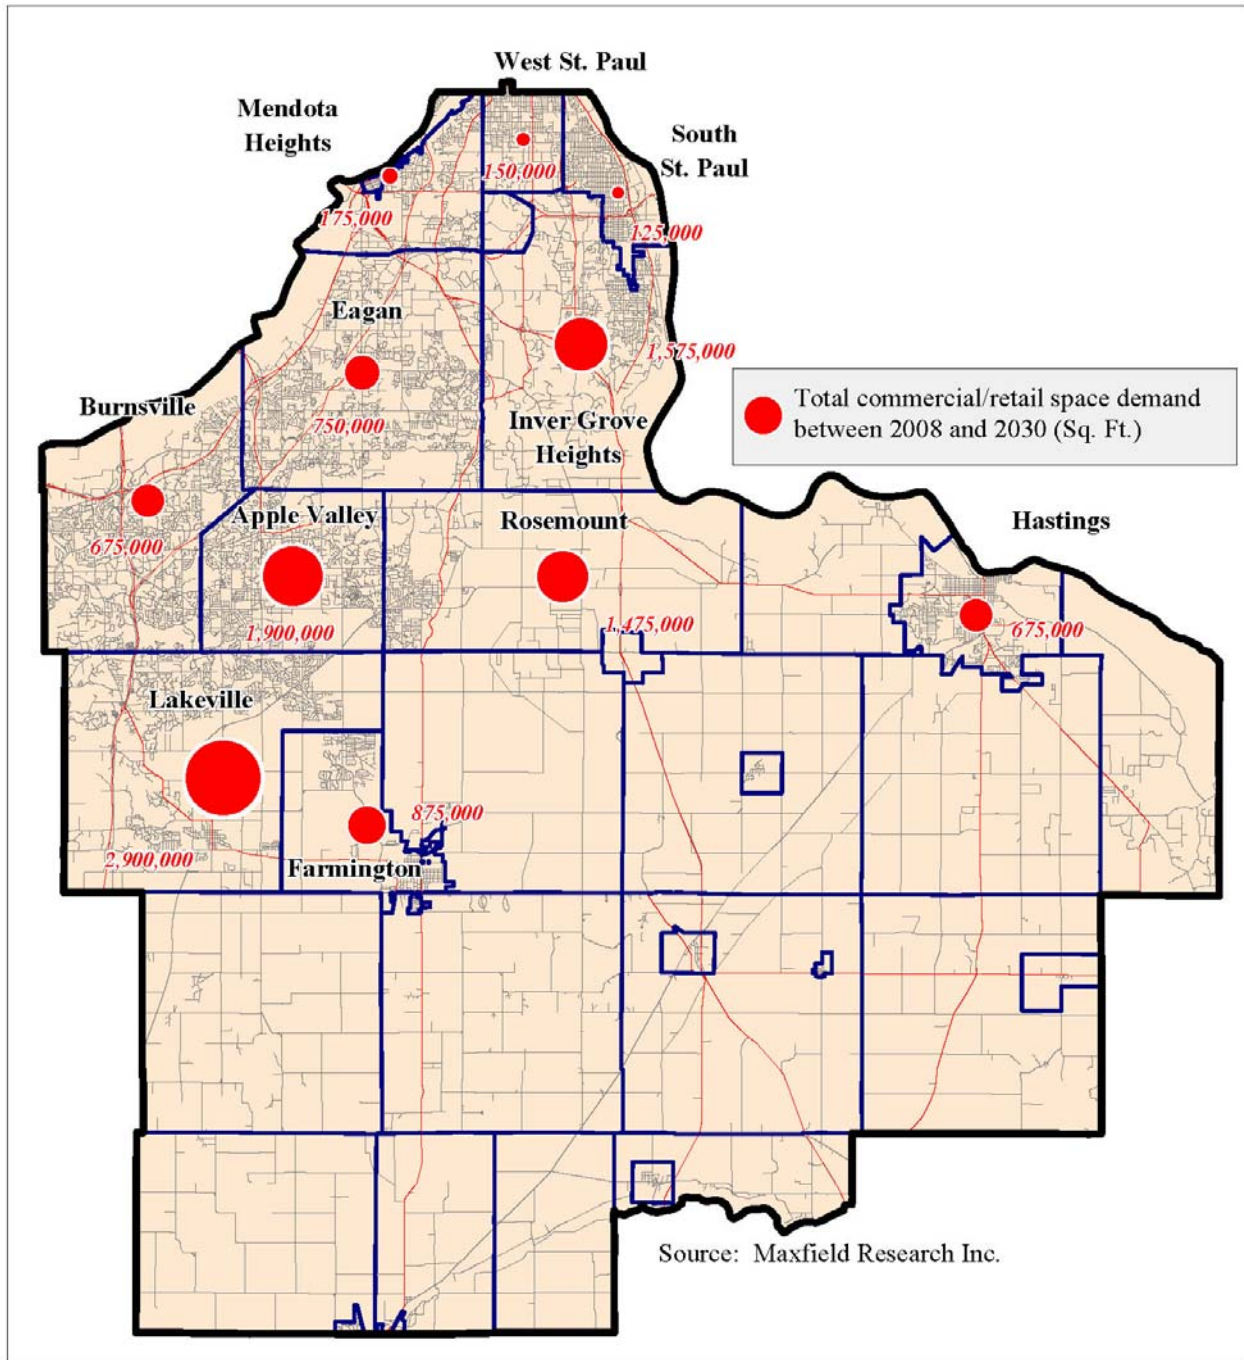 West St. Paul
Mendota
Heights
South
St. Paul
150,000
175,000
125,000
Eagan
1,575,000
Burnsville
750,000
Inver Grove
Heights
Total commercial/retail space demand
between 2008 and 2030 (Sq. Ft.)
Apple Valley
Rosemount
Hastings
675,000
1,900,000
1,475,000
675,000
Lakeville
875,000
2,900,000
Farmington
Source: Maxfield Research Inc.